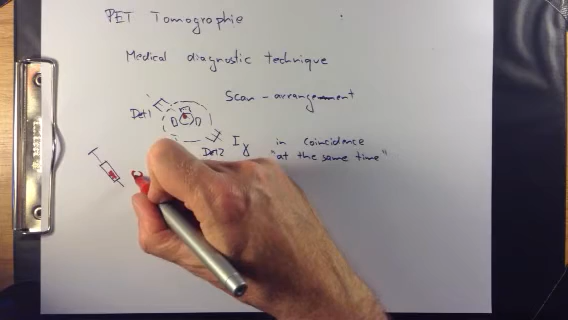 PET Tomographie
Medical diagnostic technique
Scan - arrangement
Det1
Det2
Iγ in coincidence
"at the same time"